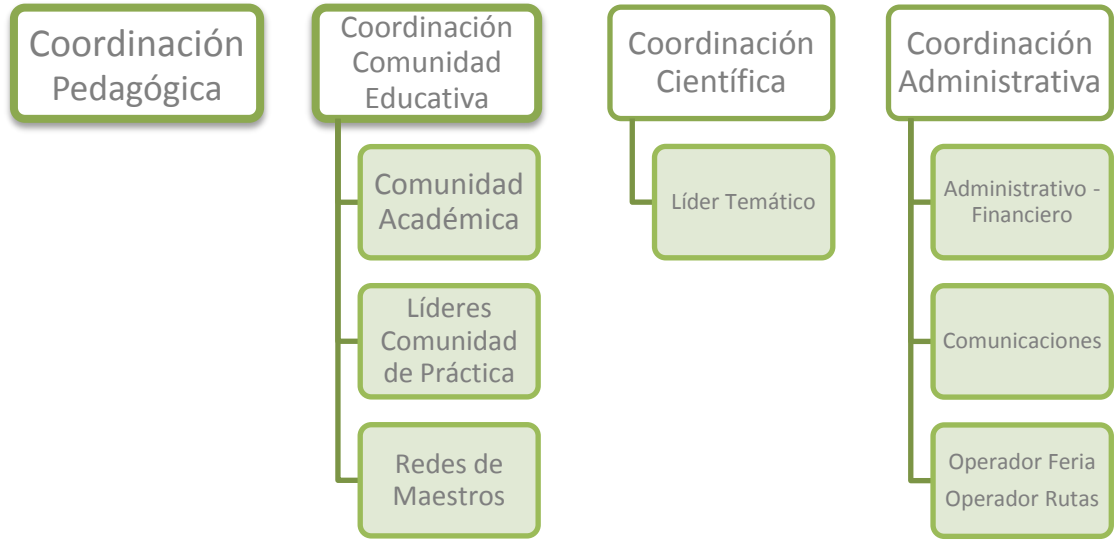 Coordinación
Pedagógica
Coordinación
Comunidad
Educativa
Comunidad
Académica
Líderes
Comunidad
de Práctica
Redes de
Maestros
Coordinación
Científica
Líder Temático
Coordinación
Administrativa
Administrativo -
Financiero
Comunicaciones
Operador Feria
Operador Rutas